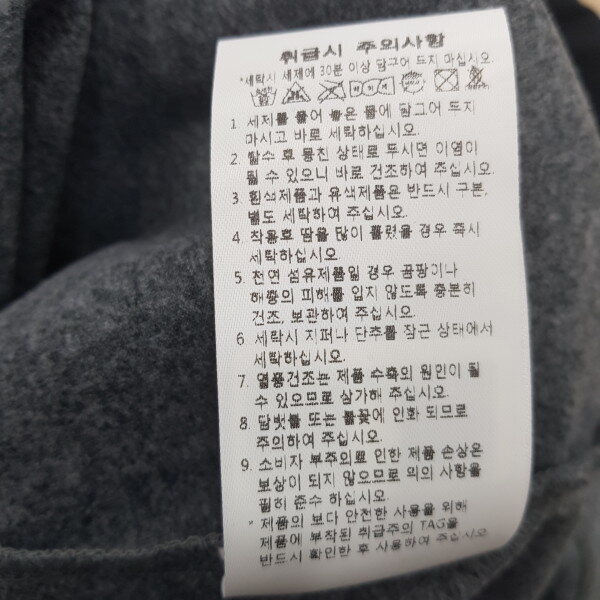 취급시 주의사항
*세탁시 세제에 30분 이상 담구어 두지 마십시오.
1. 세제를 풀어 놓은 물에 담그어 두지
마시고 바로 세탁하십시오.
2. 탈수 후 뭉친 상태로 두시면 이염이
될 수 있으니 바로 건조하여 주십시오.
3. 흰색제품과 유색제품은 반드시 구분,
별도 세탁하여 주십시오.
4. 착용후 땀을 많이 흘렸을 경우 즉시
세탁하십시오.
5. 천연 섬유제품일 경우 곰팡이나
해충의 피해를 입지 않도록 충분히
건조, 보관하여 주십시오.
6. 세탁시 지퍼나 단추를 잠근 상태에서
세탁하십시오.
7. 열풍건조는 제품 수축의 원인이 될
수 있으므로 삼가해 주십시오.
8. 담뱃불 또는 불꽃에 인화 되므로
주의하여 주십시오.
9. 소비자 부주의로 인한 제품 손상은
보상이 되지 않으므로 의의 사항을
필히 준수 하십시오.
* 제품의 보다 안전한 사용을 위해
제품에 부착된 취급주의 TAG을
반드시 확인한 후 사용하여 주십시오